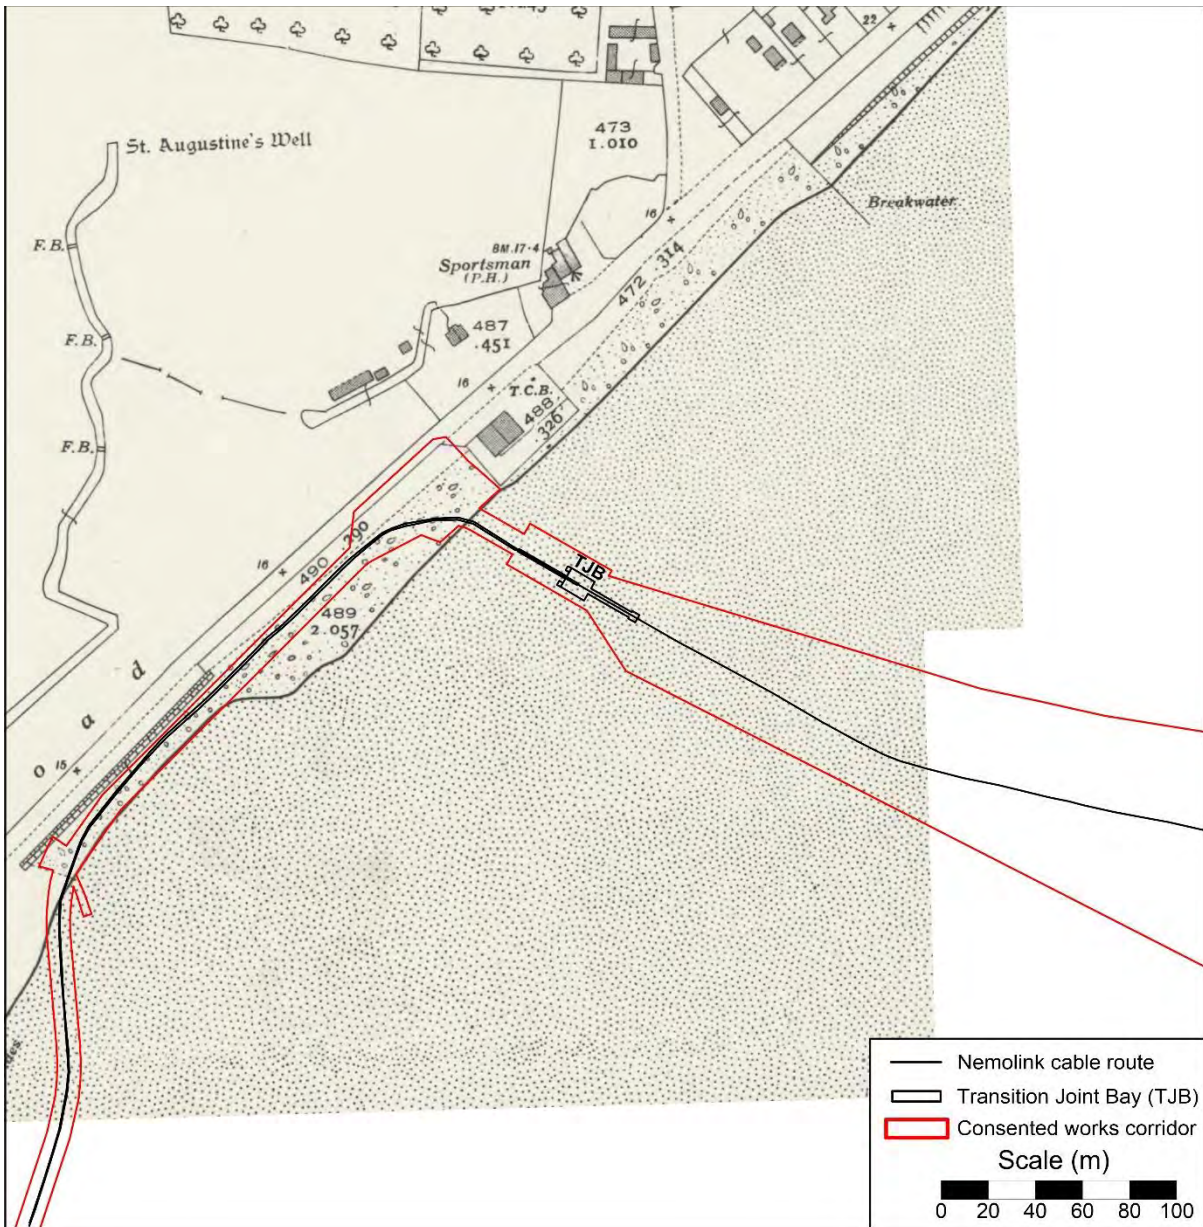 22
St. Augustine's Well
473
1.010
16
Breakwater
F.B.
BM.17·4
Sportsman
(P.H.)
472
.314
F.B.
487
.451
16
T.C.B.
488
.326
F.B.
490
.290
16
TJB
489
2.057
o a d
15
Nemolink cable route
Transition Joint Bay (TJB)
Consented works corridor
Scale (m)
0 20 40 60 80 100